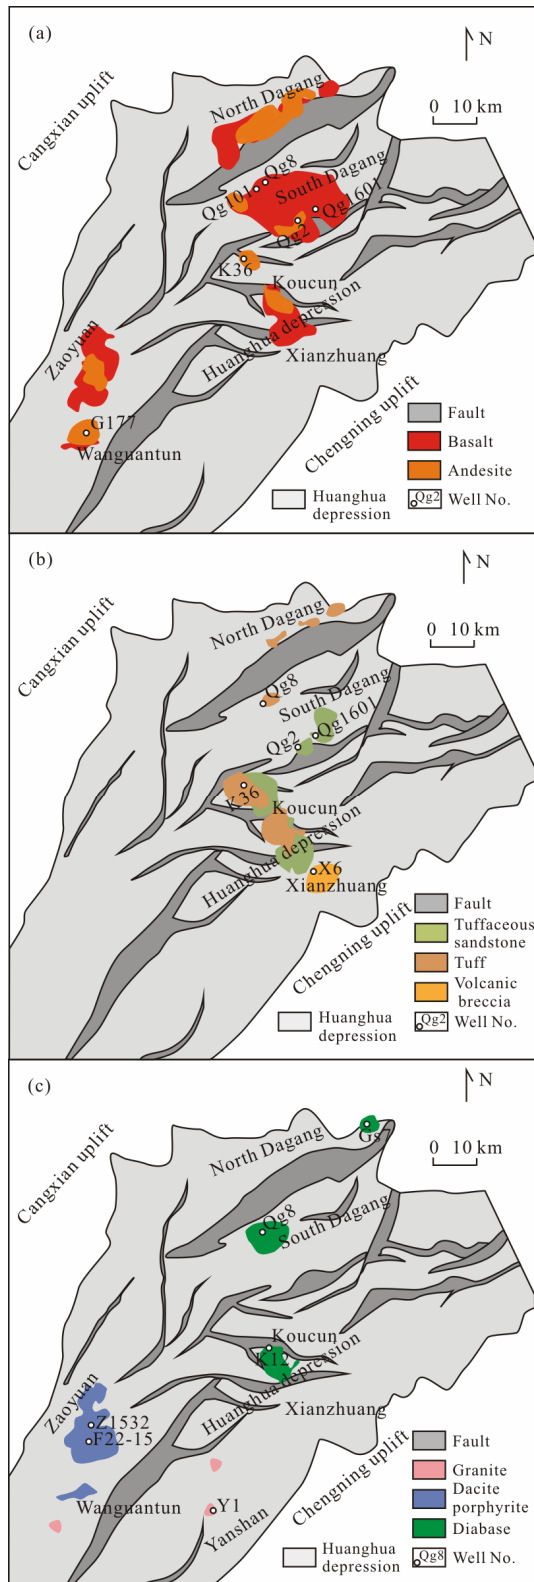 (a)
N
0 10 km
Cangxian uplift
North Dagang
Qg8
Qg101
South Dagang
Qg1601
Qg2
K36
Koucun
Huanghua depression
Xianzhuang
Zaoyuan
G177
Wanguantun
Chengning uplift
Fault
Basalt
Andesite
Huanghua
depression
Qg2 Well No.
(b)
N
0 10 km
Cangxian uplift
North Dagang
Qg8
South Dagang
Qg1601
Qg2
K36
Koucun
Huanghua depression
X6
Xianzhuang
Chengning uplift
Fault
Tuffaceous
sandstone
Tuff
Volcanic
breccia
Huanghua
depression
Qg2 Well No.
(c)
N
0 10 km
Cangxian uplift
Gs7
North Dagang
Qg8
South Dagang
Koucun
K12
Huanghua depression
Xianzhuang
Zaoyuan
Z1532
F22-15
Wanguantun
Y1
Yanshan
Chengning uplift
Fault
Granite
Dacite
porphyrite
Diabase
Huanghua
depression
Qg8 Well No.